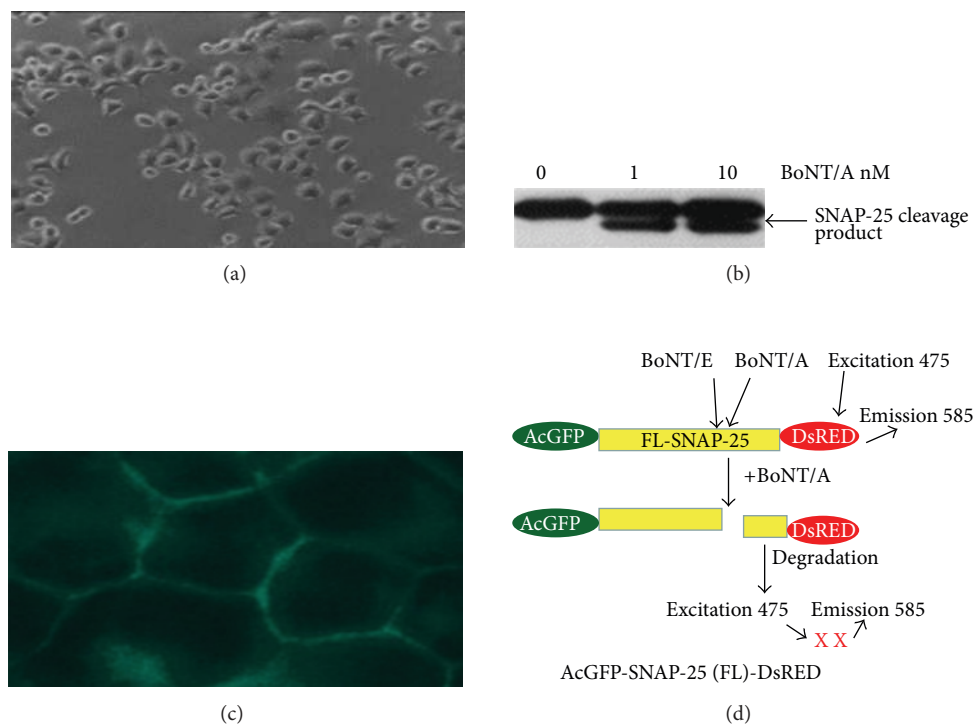 (a)
0 1 10 BoNT/A nM
SNAP-25 cleavage
product
(b)
(c)
BoNT/E BoNT/A Excitation 475
Emission 585
AcGFP FL-SNAP-25 DsRED
+BoNT/A
AcGFP DsRED
Degradation
Excitation 475 Emission 585
X X
AcGFP-SNAP-25 (FL)-DsRED
(d)